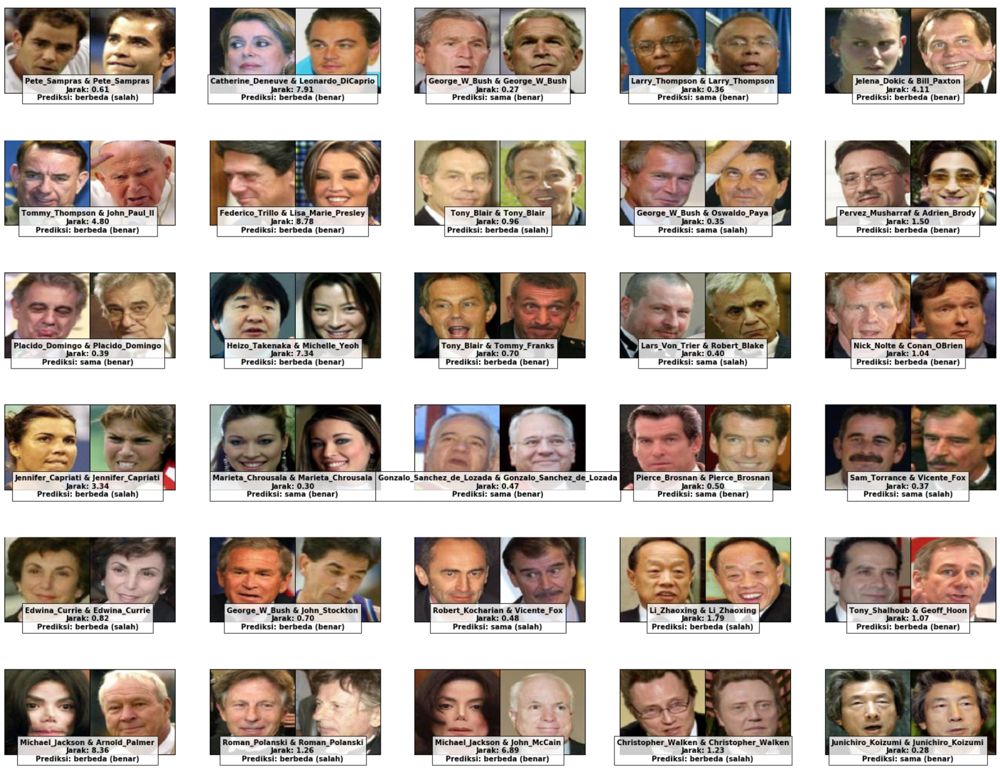 Pete_Sampras & Pete_Sampras
Jarak: 0.61
Prediksi: berbeda (salah)
Catherine_Deneuve & Leonardo_DiCaprio
Jarak: 7.91
Prediksi: berbeda (benar)
George_W_Bush & George_W_Bush
Jarak: 0.27
Prediksi: sama (benar)
Larry_Thompson & Larry_Thompson
Jarak: 0.36
Prediksi: sama (benar)
Jelena_Dokic & Bill_Paxton
Jarak: 4.11
Prediksi: berbeda (benar)
Tommy_Thompson & John_Paul_II
Jarak: 4.80
Prediksi: berbeda (benar)
Federico_Trillo & Lisa_Marie_Presley
Jarak: 8.78
Prediksi: berbeda (benar)
Tony_Blair & Tony_Blair
Jarak: 0.96
Prediksi: berbeda (salah)
George_W_Bush & Oswaldo_Paya
Jarak: 0.35
Prediksi: sama (salah)
Pervez_Musharraf & Adrien_Brody
Jarak: 1.50
Prediksi: berbeda (benar)
Placido_Domingo & Placido_Domingo
Jarak: 0.39
Prediksi: sama (benar)
Heizo_Takenaka & Michelle_Yeoh
Jarak: 7.34
Prediksi: berbeda (benar)
Tony_Blair & Tommy_Franks
Jarak: 0.70
Prediksi: berbeda (benar)
Lars_Von_Trier & Robert_Blake
Jarak: 0.40
Prediksi: sama (salah)
Nick_Nolte & Conan_OBrien
Jarak: 1.04
Prediksi: berbeda (benar)
Jennifer_Capriati & Jennifer_Capriati
Jarak: 3.34
Prediksi: berbeda (salah)
Marieta_Chrousala & Marieta_Chrousala
Jarak: 0.30
Prediksi: sama (benar)
Gonzalo_Sanchez_de_Lozada & Gonzalo_Sanchez_de_Lozada
Jarak: 0.47
Prediksi: sama (benar)
Pierce_Brosnan & Pierce_Brosnan
Jarak: 0.50
Prediksi: sama (benar)
Sam_Torrance & Vicente_Fox
Jarak: 0.37
Prediksi: sama (salah)
Edwina_Currie & Edwina_Currie
Jarak: 0.82
Prediksi: berbeda (salah)
George_W_Bush & John_Stockton
Jarak: 0.70
Prediksi: berbeda (benar)
Robert_Kocharian & Vicente_Fox
Jarak: 0.48
Prediksi: sama (salah)
Li_Zhaoxing & Li_Zhaoxing
Jarak: 1.79
Prediksi: berbeda (salah)
Tony_Shalhoub & Geoff_Hoon
Jarak: 1.07
Prediksi: berbeda (benar)
Michael_Jackson & Arnold_Palmer
Jarak: 8.36
Prediksi: berbeda (benar)
Roman_Polanski & Roman_Polanski
Jarak: 1.26
Prediksi: berbeda (salah)
Michael_Jackson & John_McCain
Jarak: 6.89
Prediksi: berbeda (benar)
Christopher_Walken & Christopher_Walken
Jarak: 1.23
Prediksi: berbeda (salah)
Junichiro_Koizumi & Junichiro_Koizumi
Jarak: 0.28
Prediksi: sama (benar)